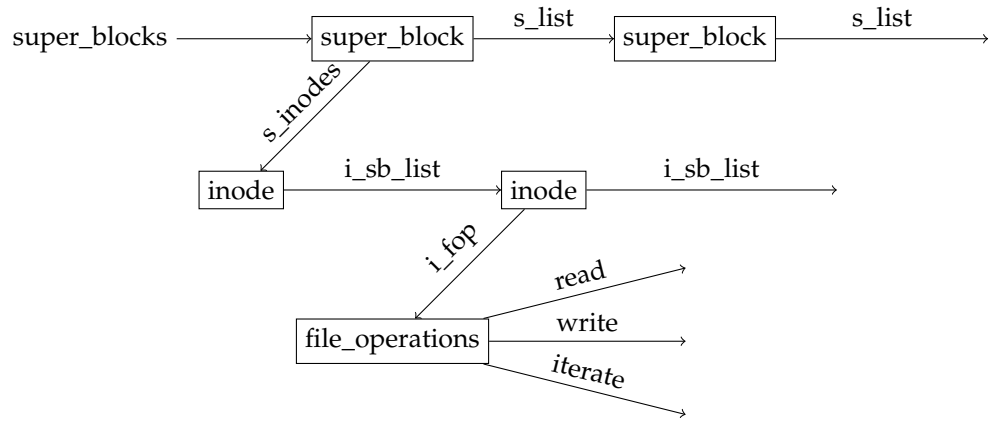 super_blocks
super_block
s_list
super_block
s_list
s_inodes
inode
i_sb_list
inode
i_sb_list
i_fop
file_operations
read
write
iterate